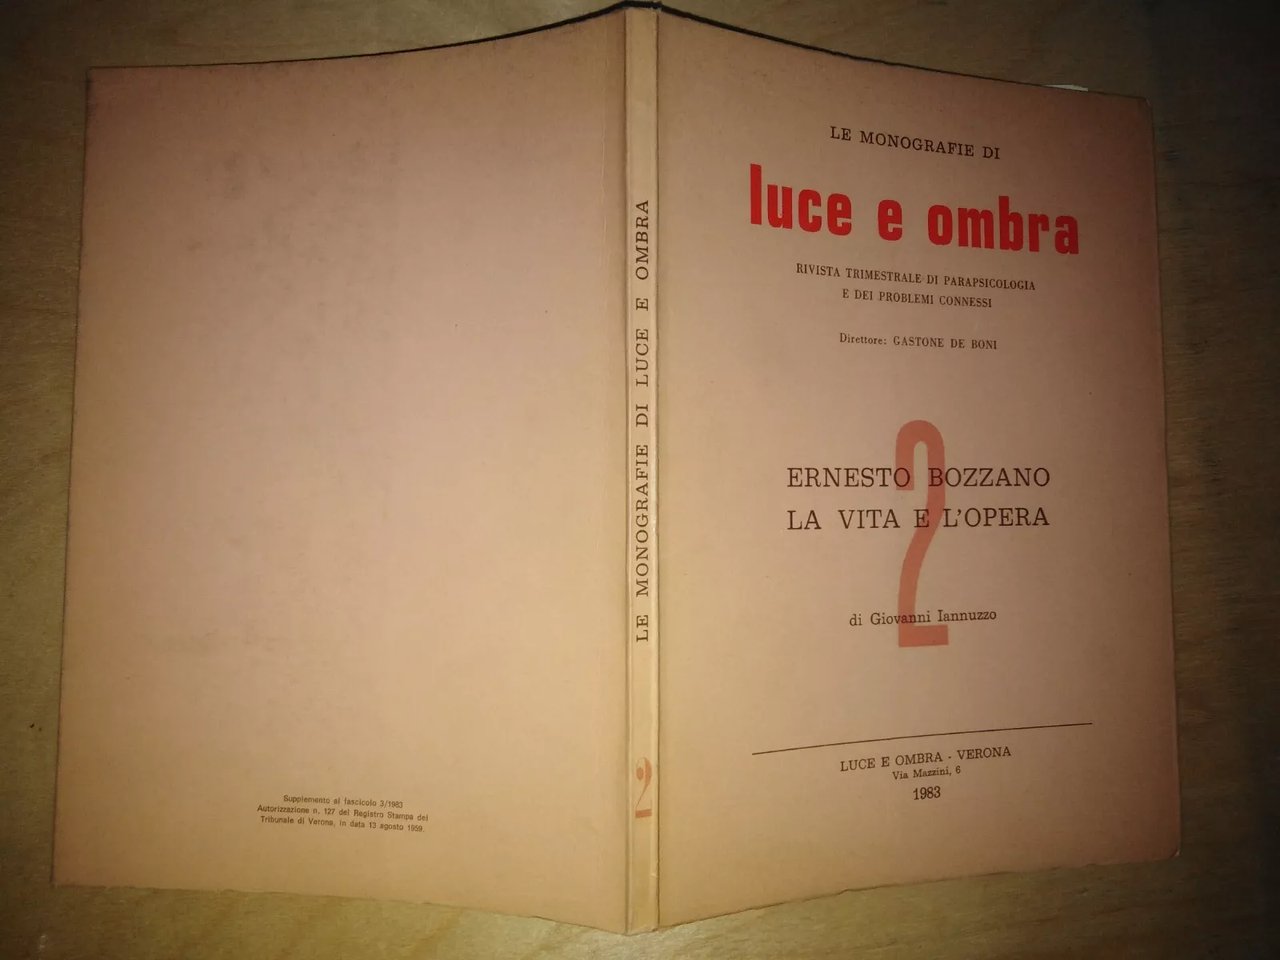 LE MONOGRAFIE DI
luce e ombra
RIVISTA TRIMESTRALE DI PARAPSICOLOGIA
E DEI PROBLEMI CONNESSI
Direttore: GASTONE DE BONI
2
ERNESTO BOZZANO
LA VITA E L'OPERA
di Giovanni Iannuzzo
LUCE E OMBRA - VERONA
Via Mazzini, 6
1983
LE MONOGRAFIE DI LUCE E OMBRA
2
Supplemento al fascicolo 3/1983
Autorizzazione n. 127 del Registro Stampa del
Tribunale di Verona, in data 13 agosto 1959.